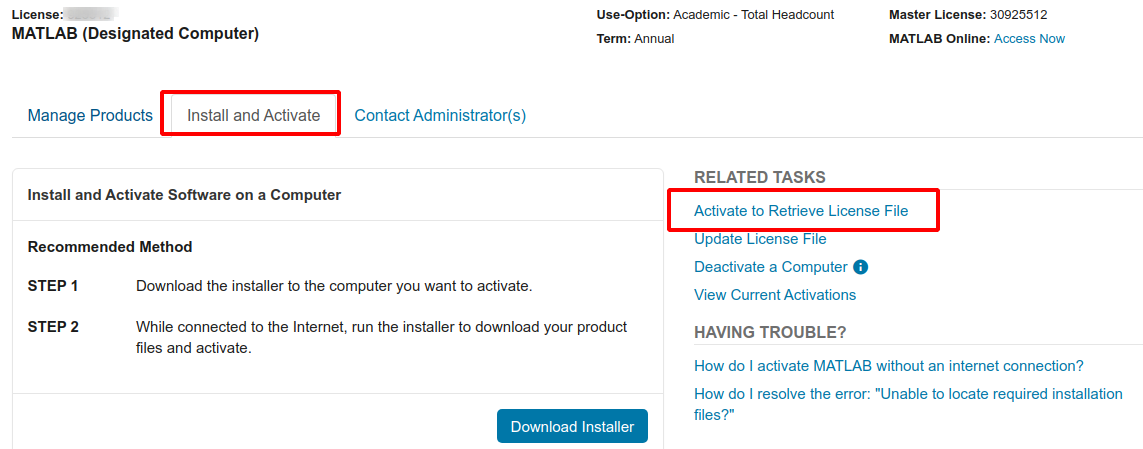 License:
MATLAB (Designated Computer)
Use-Option: Academic - Total Headcount
Term: Annual
Master License: 30925512
MATLAB Online: Access Now
Manage Products
Install and Activate
Contact Administrator(s)
Install and Activate Software on a Computer
Recommended Method
STEP 1 Download the installer to the computer you want to activate.
STEP 2 While connected to the Internet, run the installer to download your product
files and activate.
Download Installer
RELATED TASKS
Activate to Retrieve License File
Update License File
Deactivate a Computer
View Current Activations
HAVING TROUBLE?
How do I activate MATLAB without an internet connection?
How do I resolve the error: "Unable to locate required installation
files?"